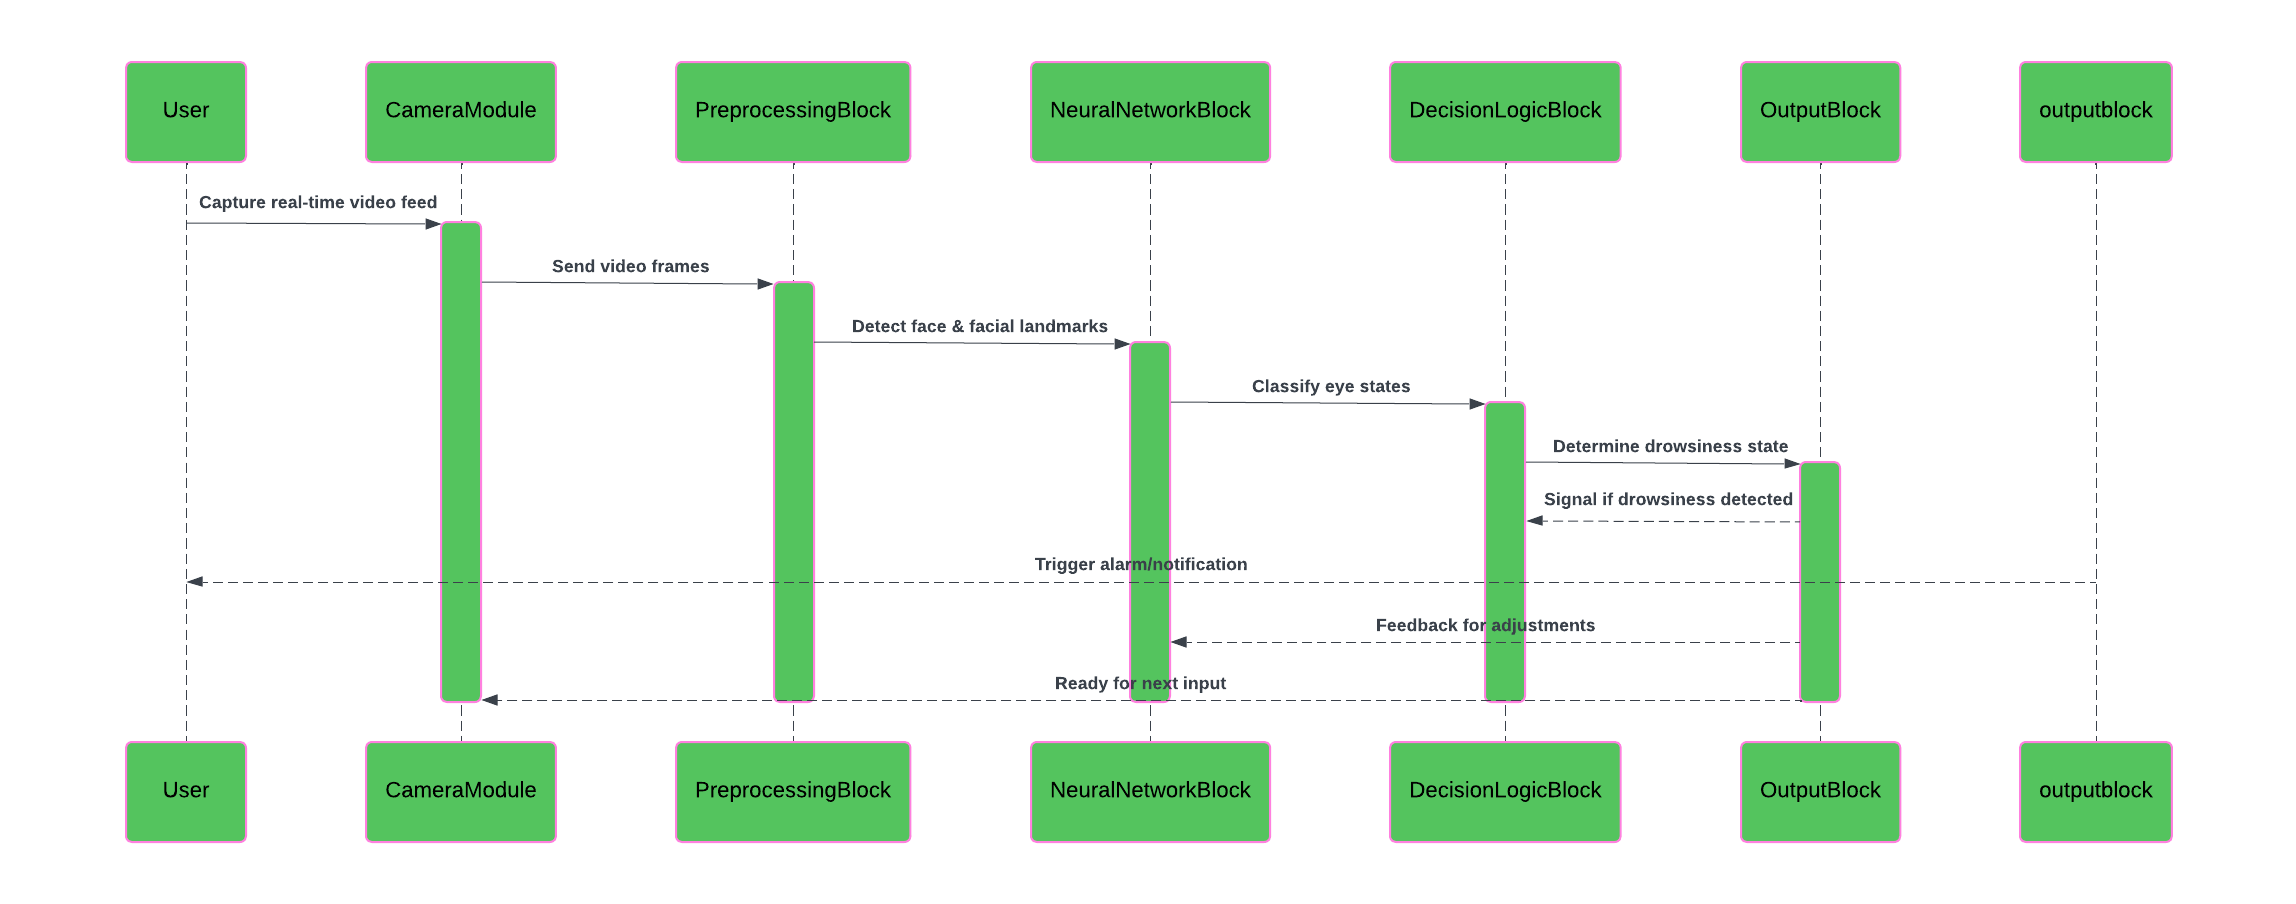 User
CameraModule
PreprocessingBlock
NeuralNetworkBlock
DecisionLogicBlock
OutputBlock
outputblock
Capture real-time video feed
Send video frames
Detect face & facial landmarks
Classify eye states
Determine drowsiness state
Signal if drowsiness detected
Trigger alarm/notification
Feedback for adjustments
Ready for next input
User
CameraModule
PreprocessingBlock
NeuralNetworkBlock
DecisionLogicBlock
OutputBlock
outputblock